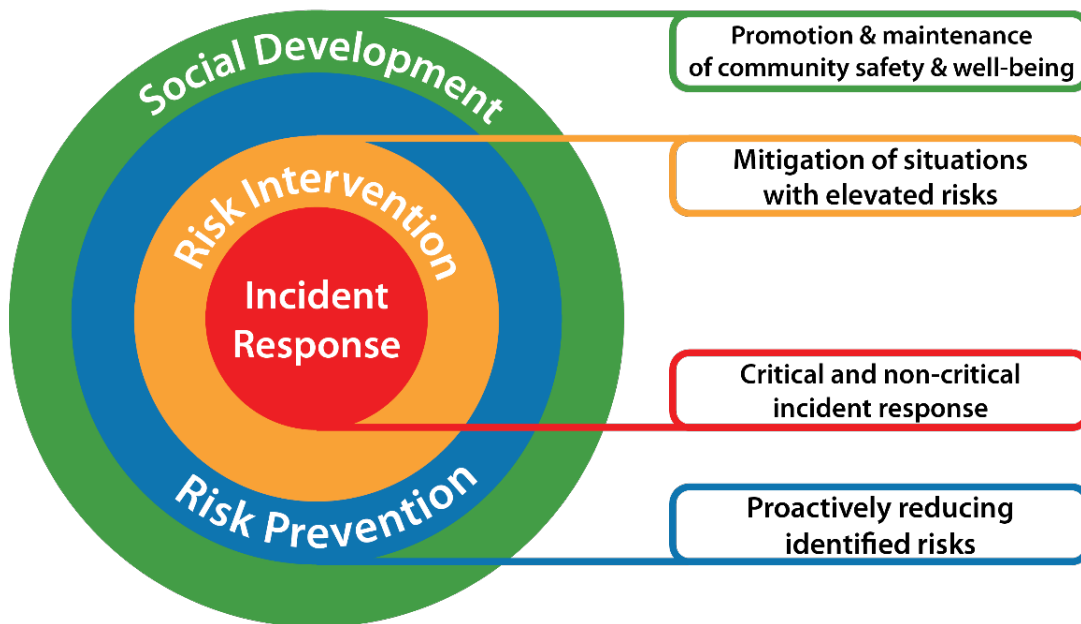 Social Development
Risk Intervention
Incident
Response
Risk Prevention
Promotion & maintenance
of community safety & well-being
Mitigation of situations
with elevated risks
Critical and non-critical
incident response
Proactively reducing
identified risks